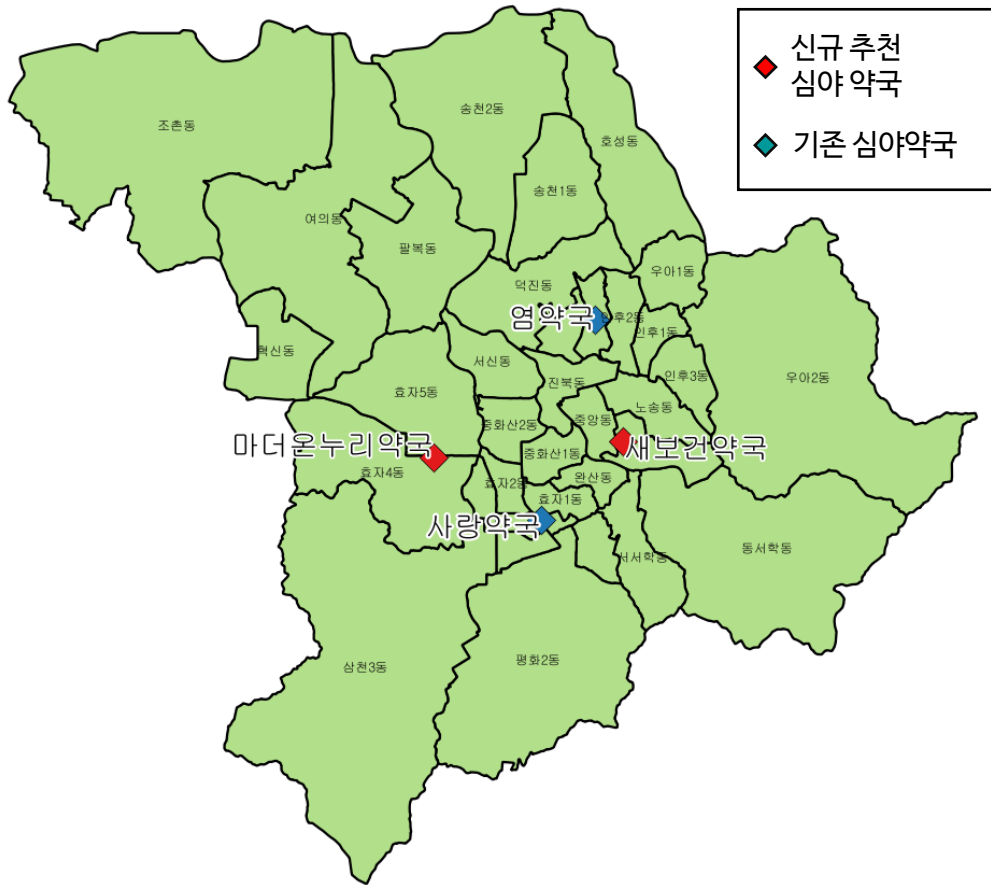 신규 추천
심야 약국
기존 심야약국
송천2동
조촌동
호성동
송천1동
여의동
팔복동
우아1동
덕진동
염약국
인후2동
인후1동
혁신동
서신동
진북동
인후3동
우아2동
효자5동
노송동
중앙동
중화산2동
마더온누리약국
새보건약국
중화산1동
효자4동
완산동
효자2동
효자1동
사랑약국
동서학동
서서학동
평화2동
삼천3동